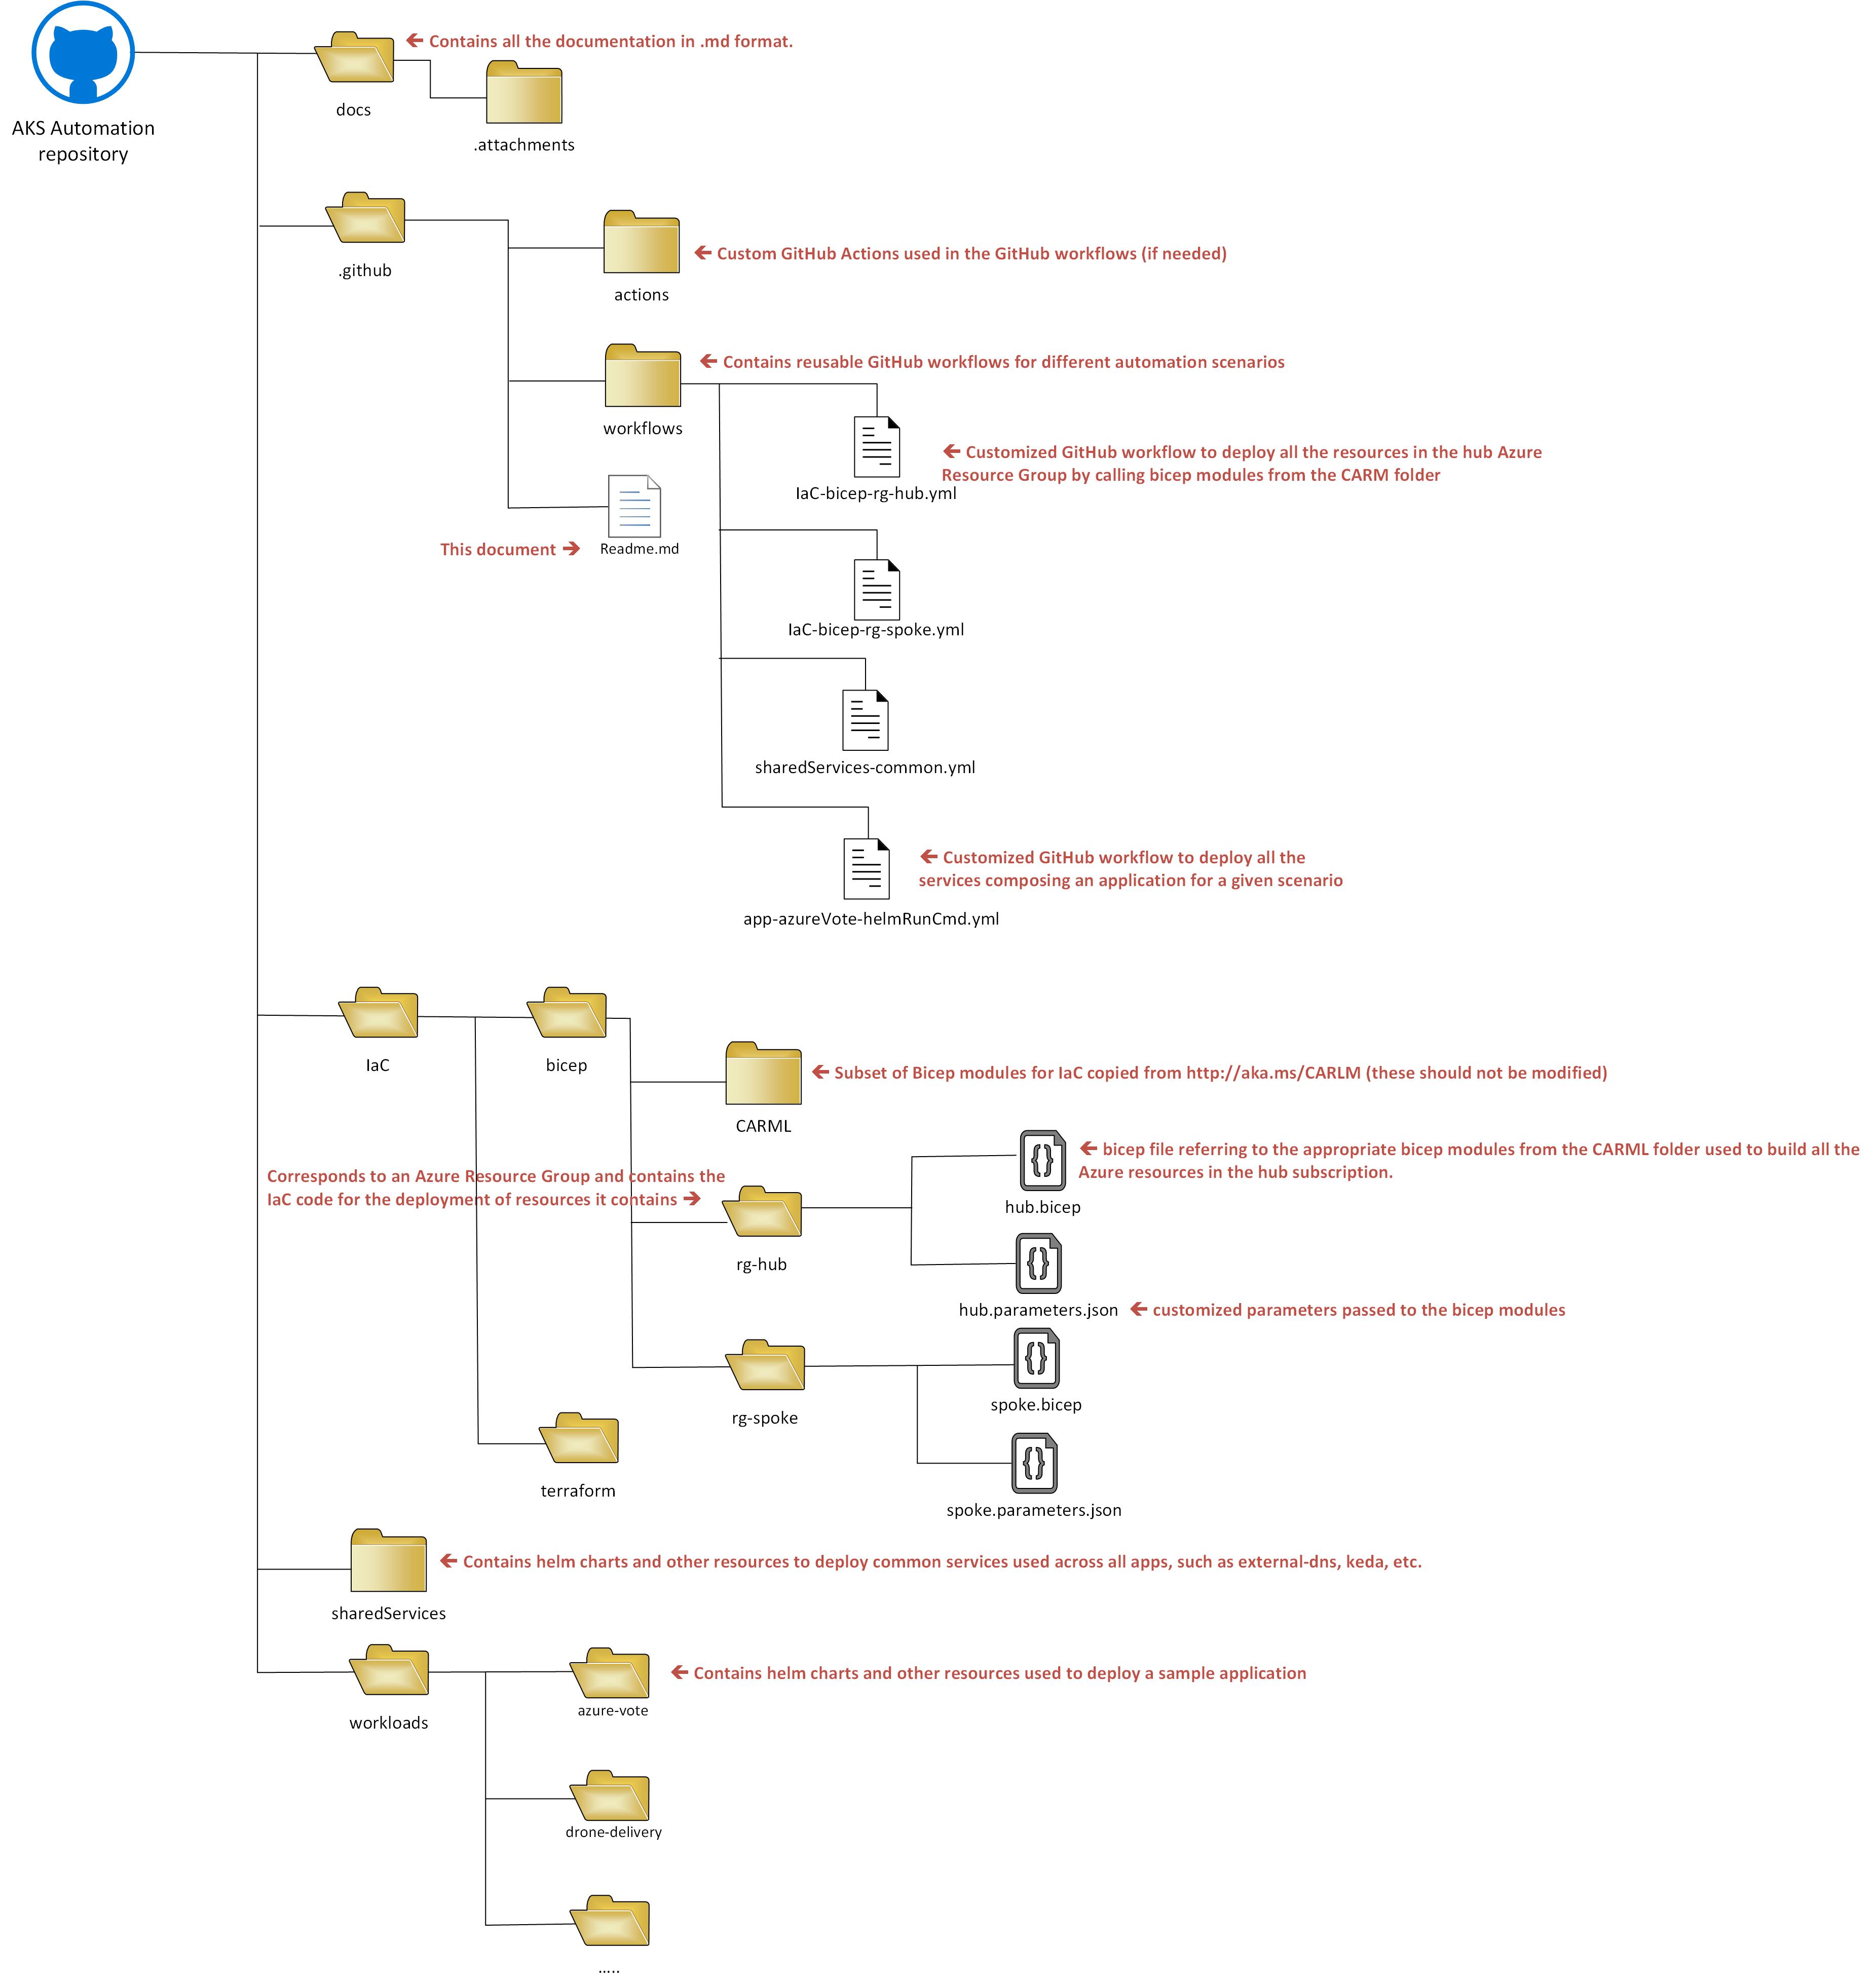 AKS Automation
repository
← Contains all the documentation in .md format.
docs
.attachments
.github
← Custom GitHub Actions used in the GitHub workflows (if needed)
actions
← Contains reusable GitHub workflows for different automation scenarios
workflows
← Customized GitHub workflow to deploy all the resources in the hub Azure
Resource Group by calling bicep modules from the CARM folder
IaC-bicep-rg-hub.yml
This document →
Readme.md
IaC-bicep-rg-spoke.yml
sharedServices-common.yml
← Customized GitHub workflow to deploy all the
services composing an application for a given scenario
app-azureVote-helmRunCmd.yml
IaC
bicep
← Subset of Bicep modules for IaC copied from http://aka.ms/CARLM (these should not be modified)
CARML
← bicep file referring to the appropriate bicep modules from the CARML folder used to build all the
Azure resources in the hub subscription.
Corresponds to an Azure Resource Group and contains the
IaC code for the deployment of resources it contains →
hub.bicep
rg-hub
hub.parameters.json
← customized parameters passed to the bicep modules
spoke.bicep
rg-spoke
terraform
spoke.parameters.json
← Contains helm charts and other resources to deploy common services used across all apps, such as external-dns, keda, etc.
sharedServices
← Contains helm charts and other resources used to deploy a sample application
azure-vote
workloads
drone-delivery
.....